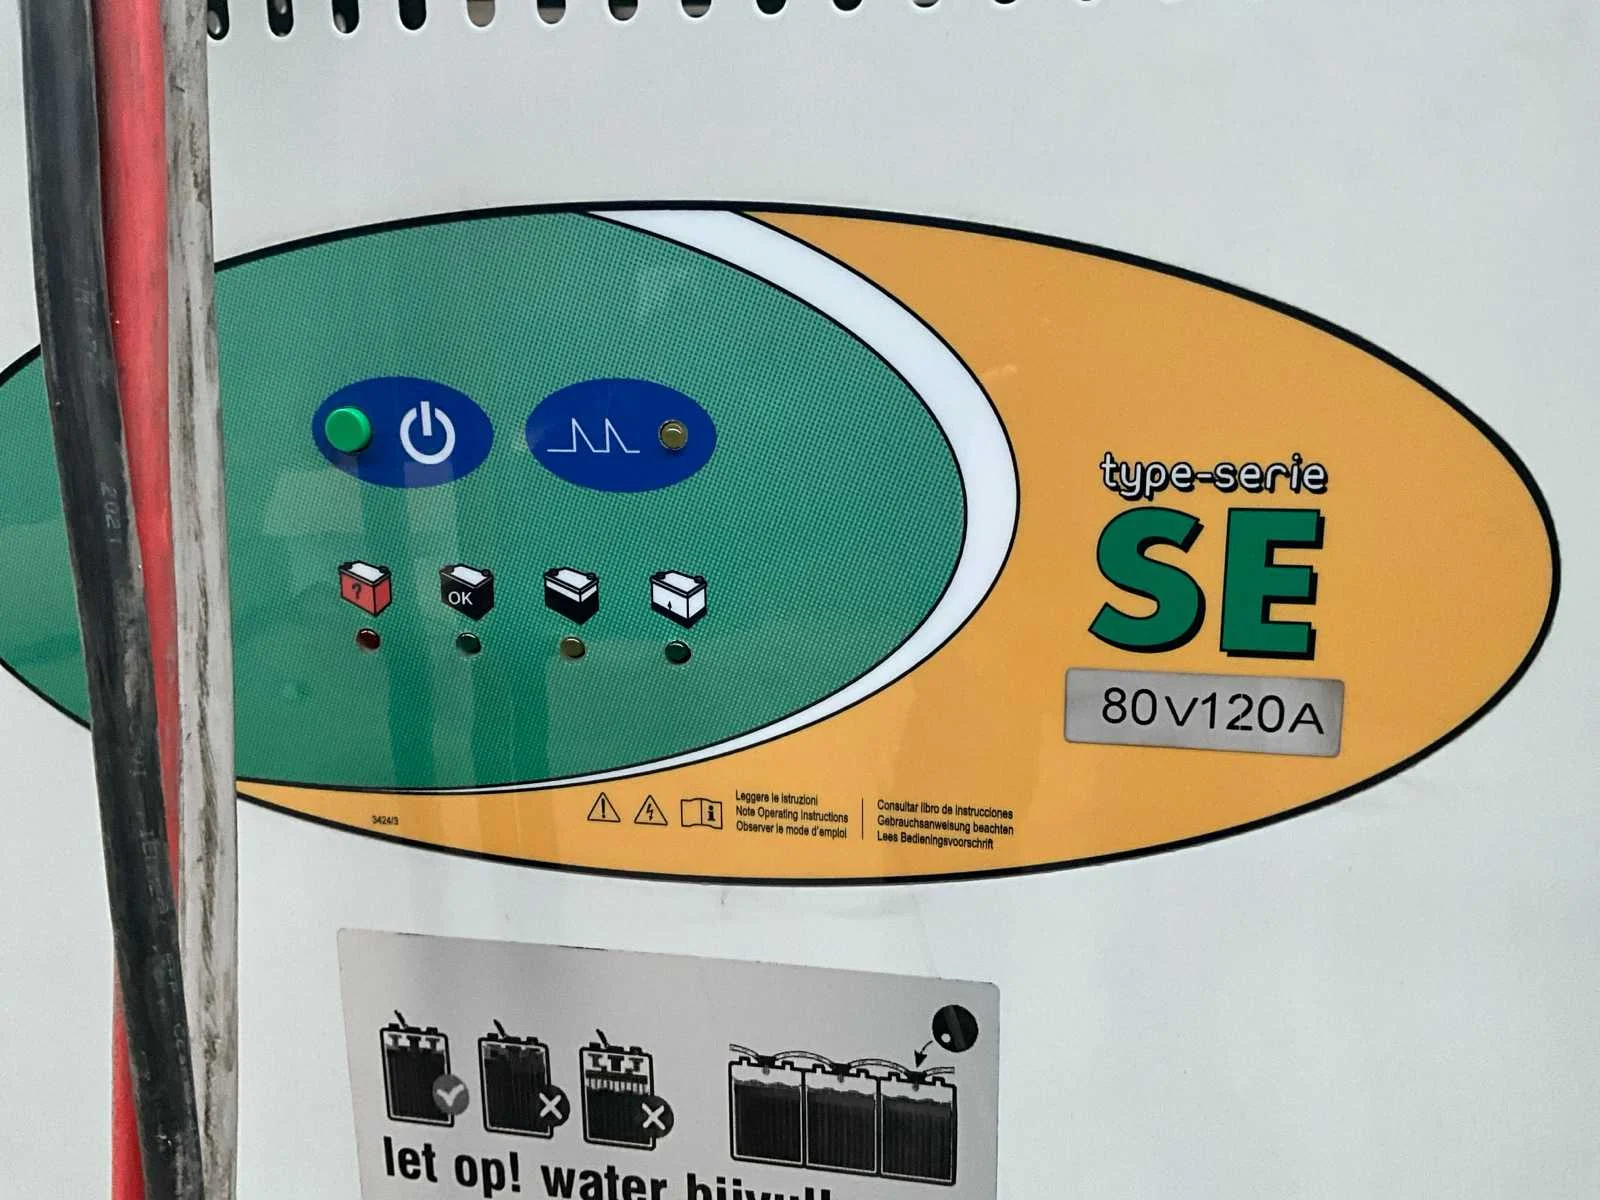 type-serie
SE
80V120A
?
OK
3424/3
Leggere le istruzioni
Note Operating Instructions
Observer le mode d'emploi
Consultar libro de instrucciones
Gebrauchsanweisung beachten
Lees Bedieningsvoorschrift
2021
let op! water